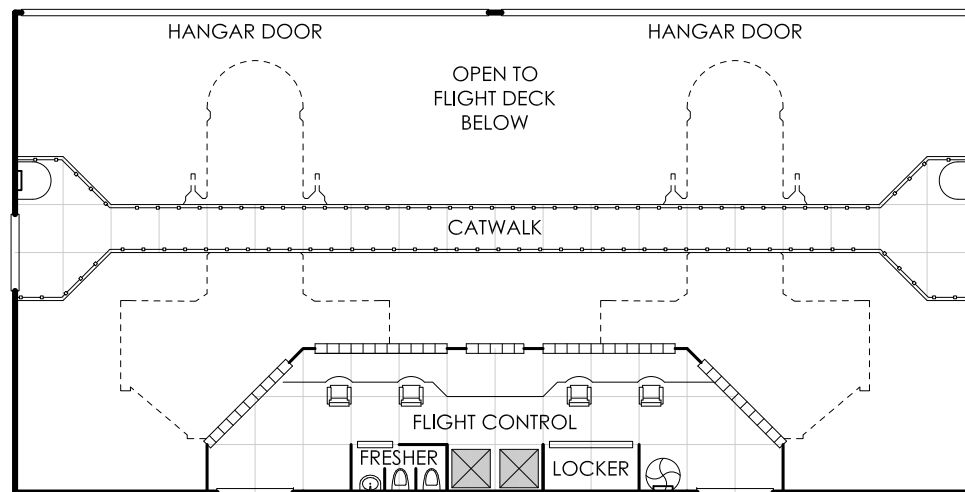 HANGAR DOOR
HANGAR DOOR
OPEN TO
FLIGHT DECK
BELOW
CATWALK
FLIGHT CONTROL
FRESHER
LOCKER